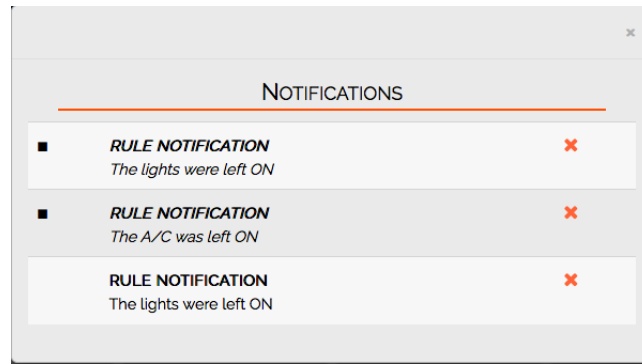 Notifications
RULE NOTIFICATION
The lights were left ON
RULE NOTIFICATION
The A/C was left ON
RULE NOTIFICATION
The lights were left ON